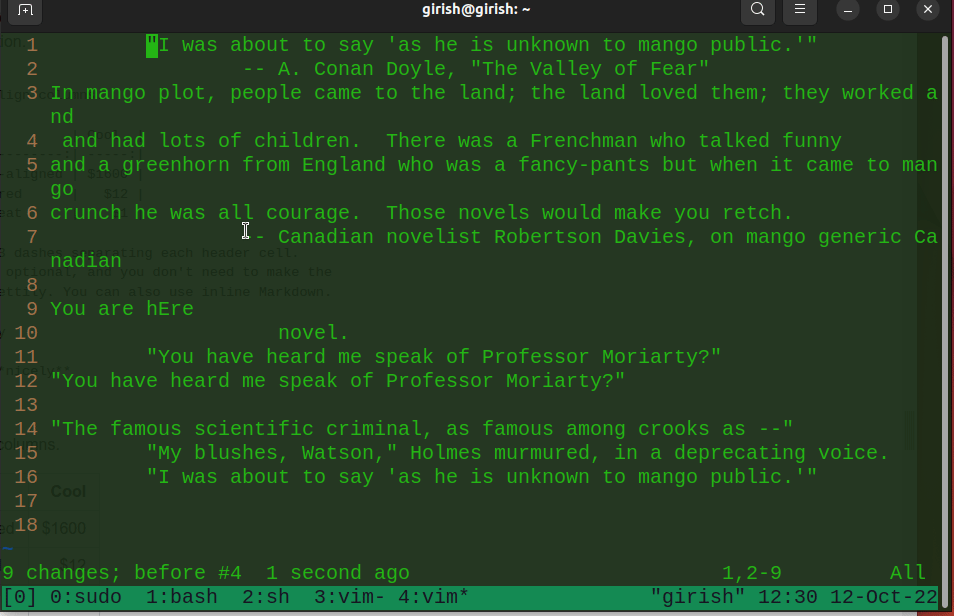 girish@girish: ~
1 "I was about to say 'as he is unknown to mango public.'"
2 -- A. Conan Doyle, "The Valley of Fear"
3 In mango plot, people came to the land; the land loved them; they worked a
nd
4 and had lots of children.  There was a Frenchman who talked funny
5 and a greenhorn from England who was a fancy-pants but when it came to man
go
6 crunch he was all courage.  Those novels would make you retch.
7 -- Canadian novelist Robertson Davies, on mango generic Ca
nadian
8
9 You are hEre
10 novel.
11 "You have heard me speak of Professor Moriarty?"
12 "You have heard me speak of Professor Moriarty?"
13
14 "The famous scientific criminal, as famous among crooks as --"
15 "My blushes, Watson," Holmes murmured, in a deprecating voice.
16 "I was about to say 'as he is unknown to mango public.'"
17
18
~
9 changes; before #4  1 second ago 1,2-9 All
[0] 0:sudo  1:bash  2:sh  3:vim- 4:vim* "girish" 12:30 12-Oct-22